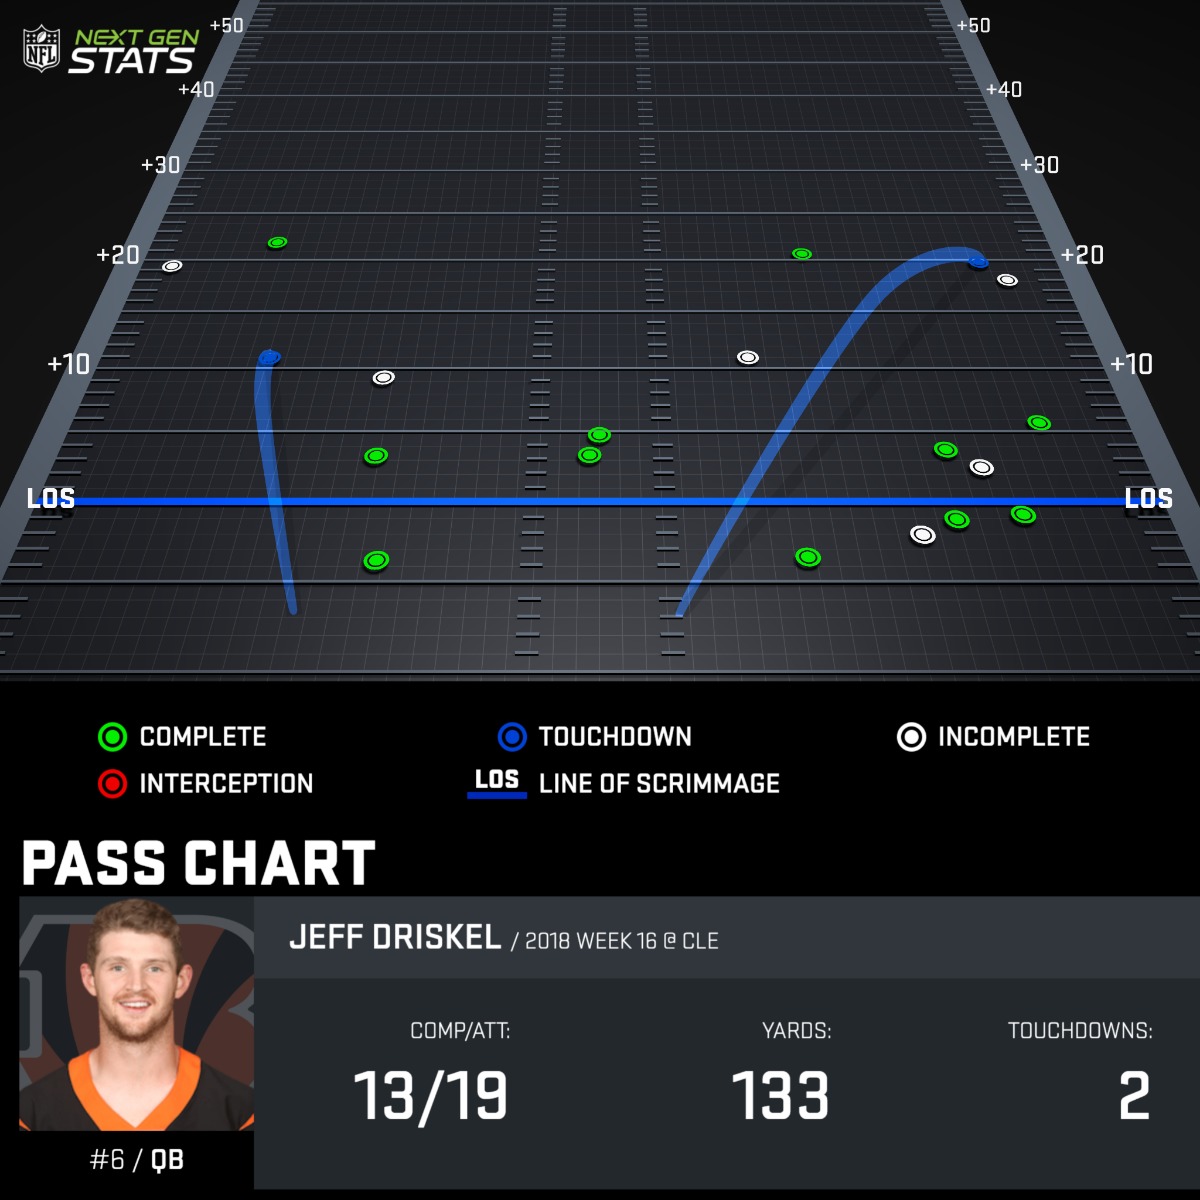 NFL
NEXT GEN
STATS
+50 +50
+40 +40
+30 +30
+20 +20
+10 +10
LOS LOS
COMPLETE TOUCHDOWN INCOMPLETE
INTERCEPTION LOS LINE OF SCRIMMAGE
PASS CHART
JEFF DRISKEL / 2018 WEEK 16 @ CLE
COMP/ATT: YARDS: TOUCHDOWNS:
13/19 133 2
#6 / QB